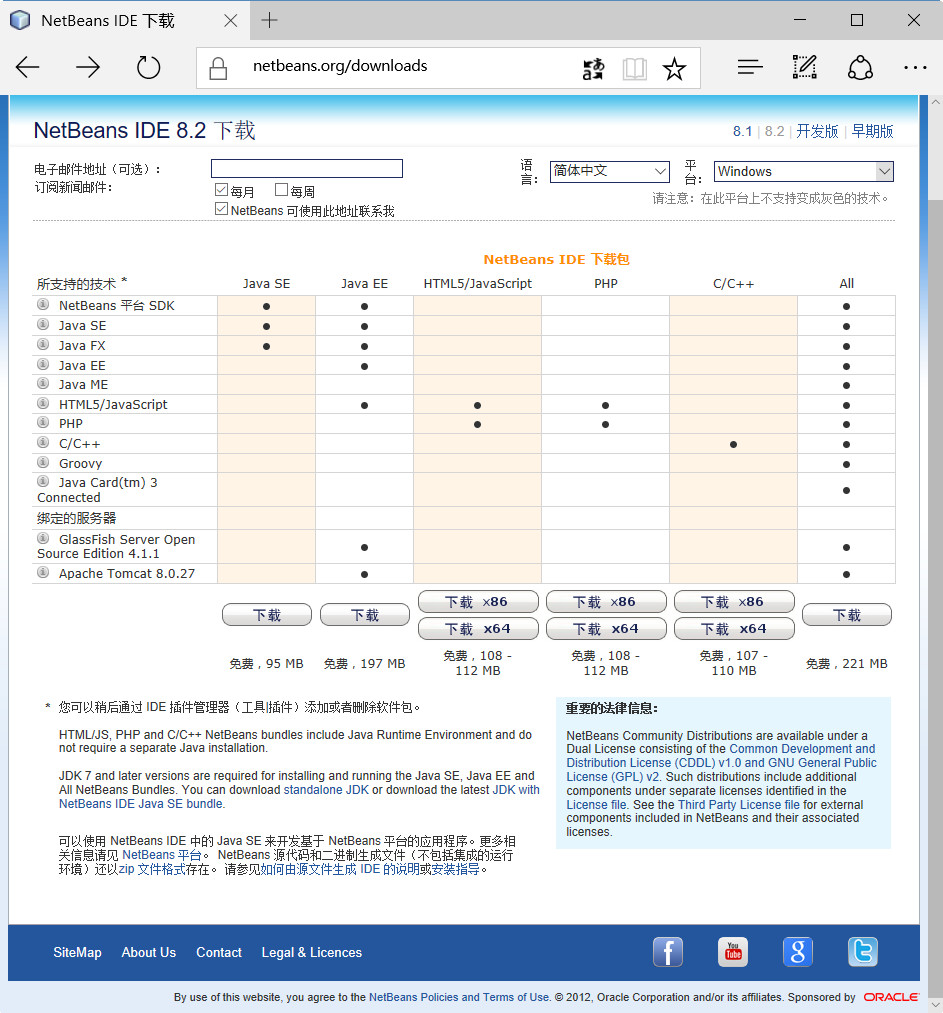 NetBeans IDE 下载
netbeans.org/downloads
NetBeans IDE 8.2 下载
8.1 | 8.2 | 开发版 | 早期版
电子邮件地址（可选）：
订阅新闻邮件：
每月 每周
NetBeans 可使用此地址联系我
语言： 简体中文 平台： Windows
请注意：在此平台上不支持变成灰色的技术。
NetBeans IDE 下载包
所支持的技术 * Java SE Java EE HTML5/JavaScript PHP C/C++ All
NetBeans 平台 SDK ● ● ●
Java SE ● ● ●
Java FX ● ● ●
Java EE ● ●
Java ME ●
HTML5/JavaScript ● ● ● ●
PHP ● ● ●
C/C++ ● ●
Groovy ●
Java Card(tm) 3
Connected ●
绑定的服务器
GlassFish Server Open
Source Edition 4.1.1 ● ●
Apache Tomcat 8.0.27 ● ●
下载 x86 下载 x86 下载 x86
下载 下载 下载
下载 x64 下载 x64 下载 x64
免费，95 MB 免费，197 MB 免费，108 - 112 MB 免费，108 - 112 MB 免费，107 - 110 MB 免费，221 MB
* 您可以稍后通过 IDE 插件管理器（工具|插件）添加或者删除软件包。
HTML/JS, PHP and C/C++ NetBeans bundles include Java Runtime Environment and do
not require a separate Java installation.
JDK 7 and later versions are required for installing and running the Java SE, Java EE and
All NetBeans Bundles. You can download standalone JDK or download the latest JDK with
NetBeans IDE Java SE bundle.
可以使用 NetBeans IDE 中的 Java SE 来开发基于 NetBeans 平台的应用程序。更多相
关信息请见 NetBeans 平台。 NetBeans 源代码和二进制生成文件（不包括集成的运行
环境）还以zip 文件格式存在。 请参见如何由源文件生成 IDE 的说明或安装指导。
重要的法律信息：
NetBeans Community Distributions are available under a
Dual License consisting of the Common Development and
Distribution License (CDDL) v1.0 and GNU General Public
License (GPL) v2. Such distributions include additional
components under separate licenses identified in the
License file. See the Third Party License file for external
components included in NetBeans and their associated
licenses.
SiteMap About Us Contact Legal & Licences
f You Tube 8 t
By use of this website, you agree to the NetBeans Policies and Terms of Use. © 2012, Oracle Corporation and/or its affiliates. Sponsored by ORACLE